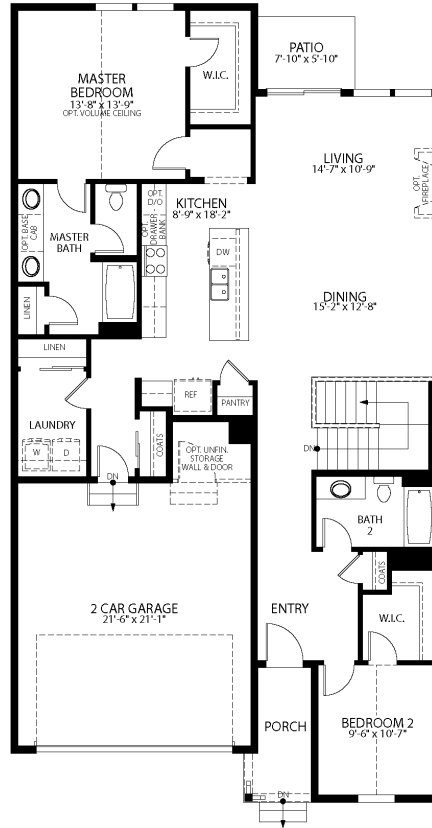 PATIO
7'-10" x 5'-10"
W.I.C.
MASTER
BEDROOM
13'-8" x 13'-9"
OPT. VOLUME CEILING
LIVING
14'-7" x 10'-9"
OPT.
FIREPLACE
KITCHEN
8'-9" x 18'-2"
OPT.
D/O
OPT.
DRAWER
BANK
OPT. BASE
CAB
MASTER
BATH
DW
DINING
15'-2" x 12'-8"
LINEN
LINEN
REF
PANTRY
LAUNDRY
W
D
COATS
DN
OPT. UNFIN.
STORAGE
WALL & DOOR
DN
BATH
2
COATS
2 CAR GARAGE
21'-6" x 21'-1"
ENTRY
W.I.C.
PORCH
BEDROOM 2
9'-6" x 10'-7"
DN